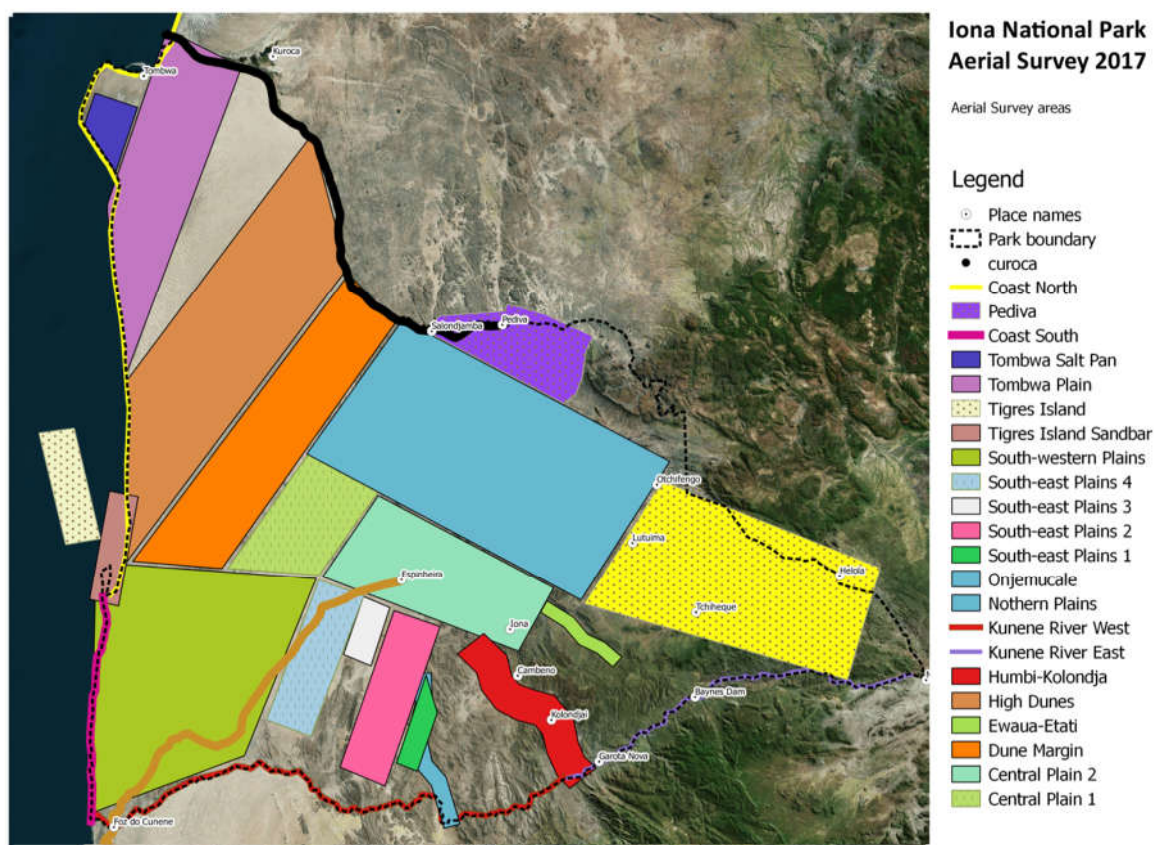 Iona National Park
Aerial Survey 2017
Aerial Survey areas
Legend
Place names
Park boundary
curoca
Coast North
Pediva
Coast South
Tombwa Salt Pan
Tombwa Plain
Tigres Island
Tigres Island Sandbar
South-western Plains
South-east Plains 4
South-east Plains 3
South-east Plains 2
South-east Plains 1
Onjemucale
Nothern Plains
Kunene River West
Kunene River East
Humbi-Kolondja
High Dunes
Ewaua-Etati
Dune Margin
Central Plain 2
Central Plain 1
Kuroca
Tombwa
Salondjamba
Pediva
Otchifengo
Lutuima
Helola
Espinheira
Tchiheque
Iona
Cambeno
Baynes Dam
Kolondjai
Garota Nova
Foz do Cunene